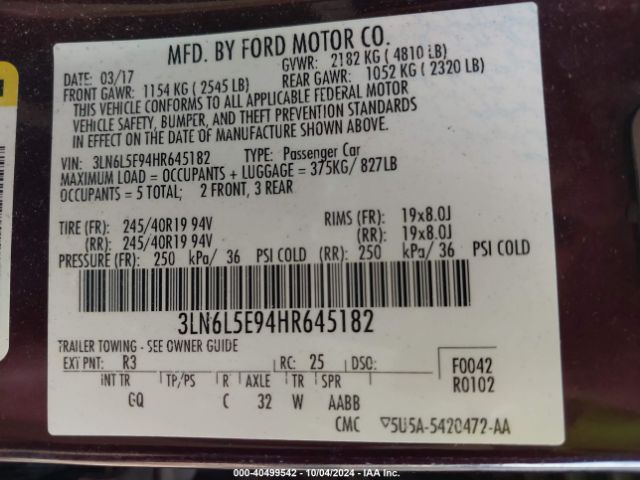 MFD. BY FORD MOTOR CO.
DATE: 03/17 GVWR: 2182 KG ( 4810 LB)
FRONT GAWR: 1154 KG ( 2545 LB) REAR GAWR: 1052 KG ( 2320 LB)
THIS VEHICLE CONFORMS TO ALL APPLICABLE FEDERAL MOTOR
VEHICLE SAFETY, BUMPER, AND THEFT PREVENTION STANDARDS
IN EFFECT ON THE DATE OF MANUFACTURE SHOWN ABOVE.
VIN: 3LN6L5E94HR645182 TYPE: Passenger Car
MAXIMUM LOAD = OCCUPANTS + LUGGAGE = 375KG/ 827LB
OCCUPANTS = 5 TOTAL; 2 FRONT, 3 REAR
TIRE (FR): 245/40R19 94V RIMS (FR): 19x8.0J
(RR): 245/40R19 94V (RR): 19x8.0J
PRESSURE (FR): 250 kPa/ 36 PSI COLD (RR): 250 kPa/ 36 PSI COLD
3LN6L5E94HR645182
TRAILER TOWING - SEE OWNER GUIDE
EXT PNT: R3 RC: 25 DSO: F0042
INT TR TP/PS R AXLE TR SPR R0102
GQ C 32 W AABB
CMC ▽5U5A-5420472-AA
© 000-40499542 - 10/04/2024 - IAA Inc.